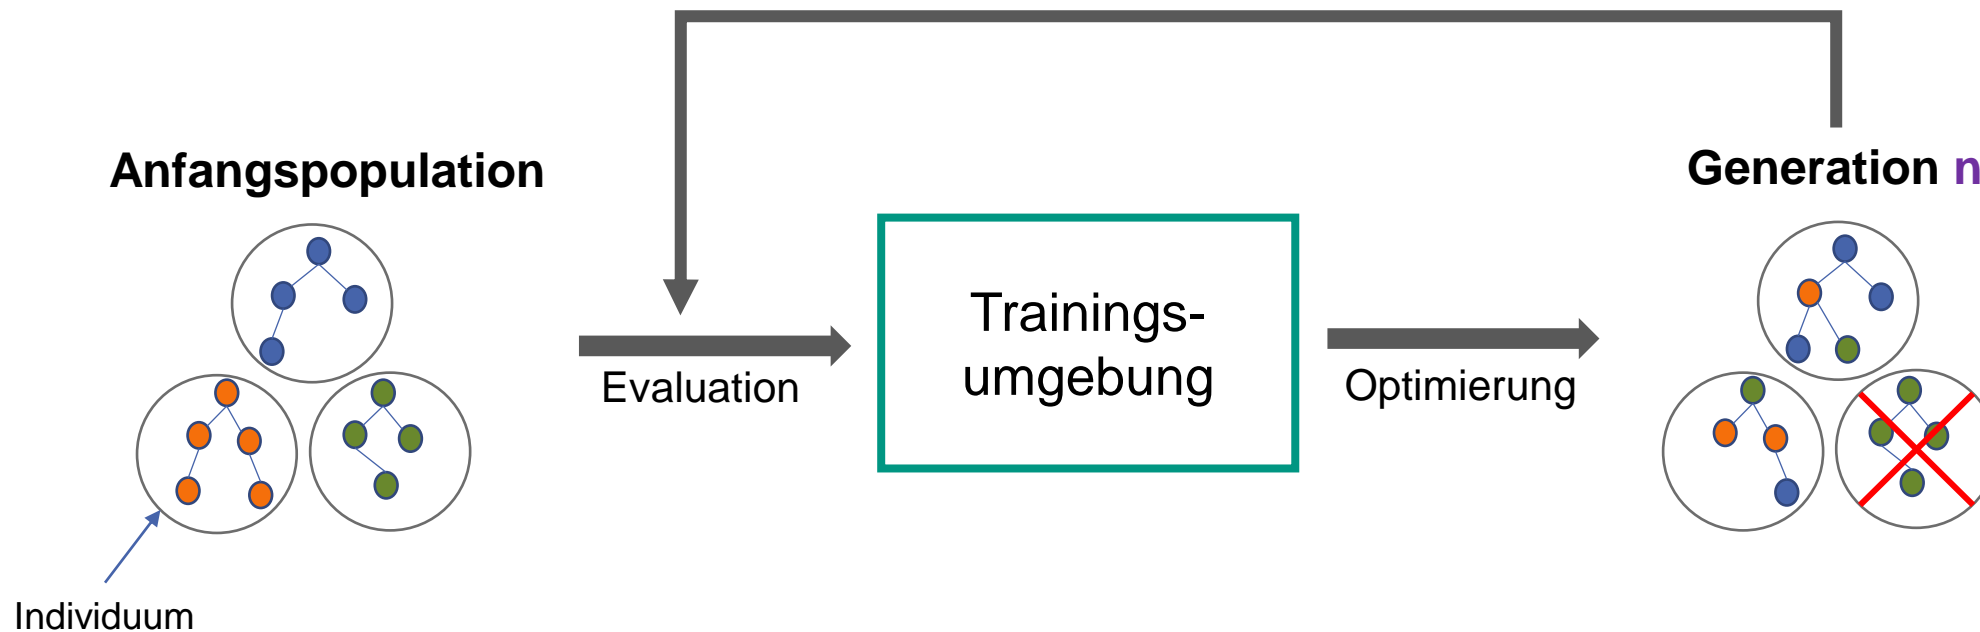 Anfangspopulation
Generation n
Trainings-
umgebung
Evaluation
Optimierung
Individuum